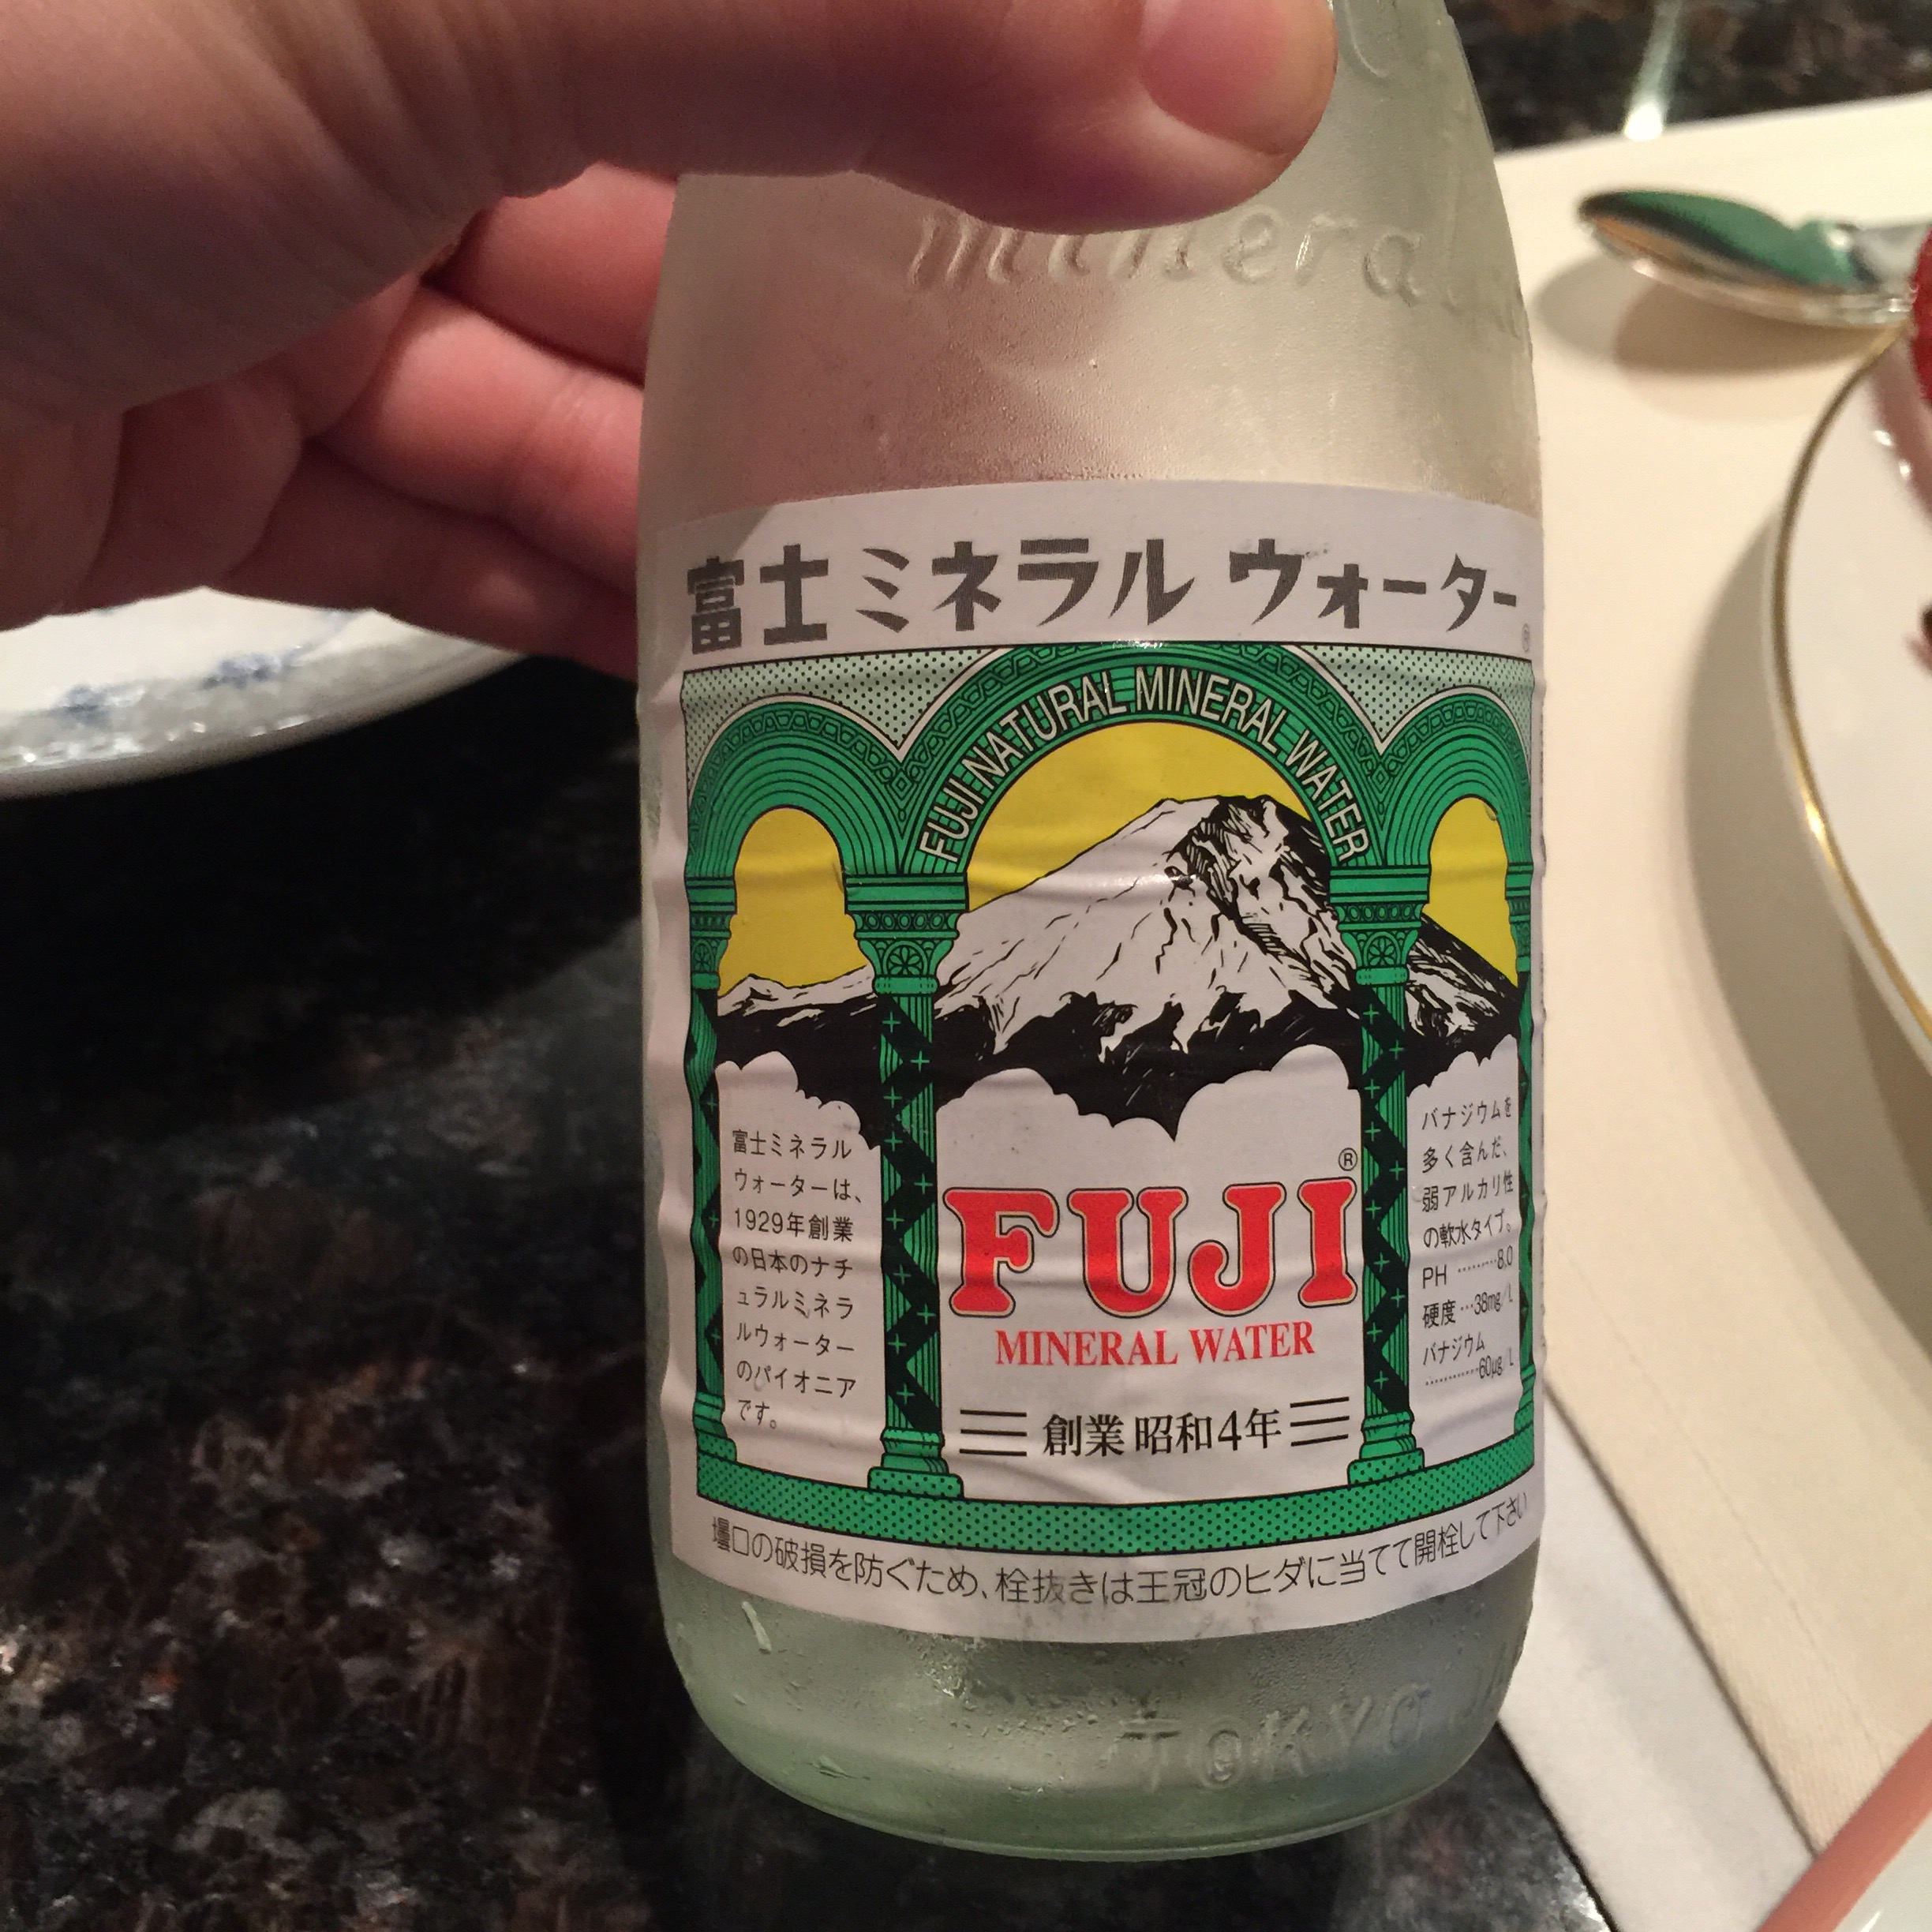 mineral
富士ミネラル ウォーター®
FUJI NATURAL MINERAL WATER
富士ミネラル
ウォーターは、
1929年創業
の日本のナチ
ュラルミネラ
ルウォーター
のパイオニア
です。
FUJI®
MINERAL WATER
創業 昭和4年
バナジウムを
多く含んだ、
弱アルカリ性
の軟水タイプ。
PH ………8.0
硬度 …38mg/L
バナジウム
…………60μg/L
壜口の破損を防ぐため、栓抜きは王冠のヒダに当てて開栓して下さい
TOKYO